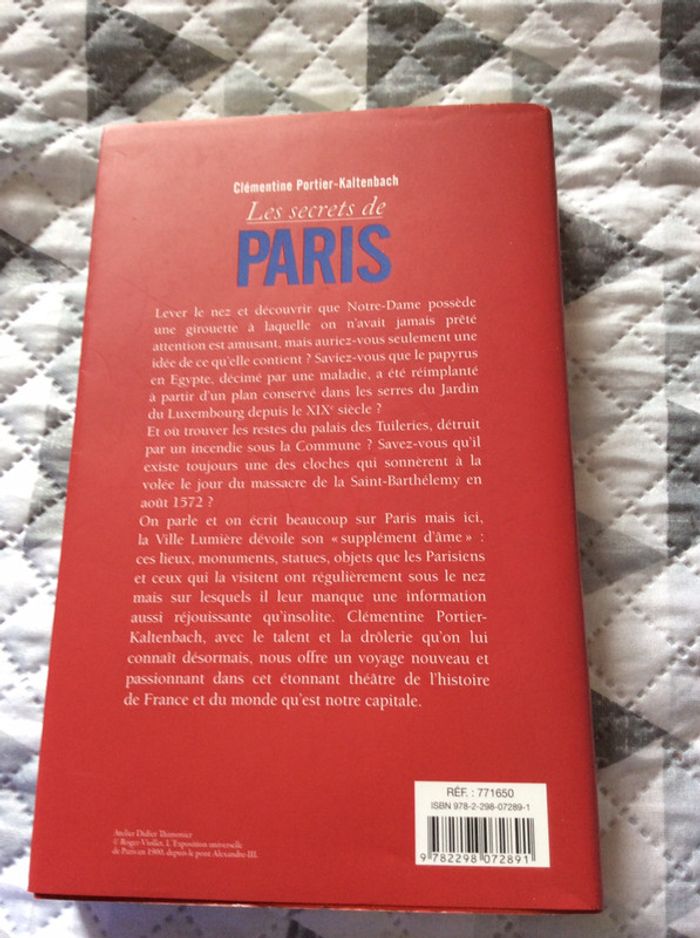 Clémentine Portier-Kaltenbach
Les secrets de
PARIS
Lever le nez et découvrir que Notre-Dame possède
une girouette à laquelle on n'avait jamais prêté
attention est amusant, mais auriez-vous seulement une
idée de ce qu'elle contient ? Saviez-vous que le papyrus
en Egypte, décimé par une maladie, a été réimplanté
à partir d'un plan conservé dans les serres du Jardin
du Luxembourg depuis le XIXe siècle ?
Et où trouver les restes du palais des Tuileries, détruit
par un incendie sous la Commune ? Savez-vous qu'il
existe toujours une des cloches qui sonnèrent à la
volée le jour du massacre de la Saint-Barthélemy en
août 1572 ?
On parle et on écrit beaucoup sur Paris mais ici,
la Ville Lumière dévoile son « supplément d'âme » :
ces lieux, monuments, statues, objets que les Parisiens
et ceux qui la visitent ont régulièrement sous le nez
mais sur lesquels il leur manque une information
aussi réjouissante qu'insolite. Clémentine Portier-
Kaltenbach, avec le talent et la drôlerie qu'on lui
connaît désormais, nous offre un voyage nouveau et
passionnant dans cet étonnant théâtre de l'histoire
de France et du monde qu'est notre capitale.
RÉF. : 771650
ISBN 978-2-298-07289-1
9 782298 072891
Atelier Didier Thimonier
© Roger-Viollet, L'Exposition universelle
de Paris en 1900, depuis le pont Alexandre-III.